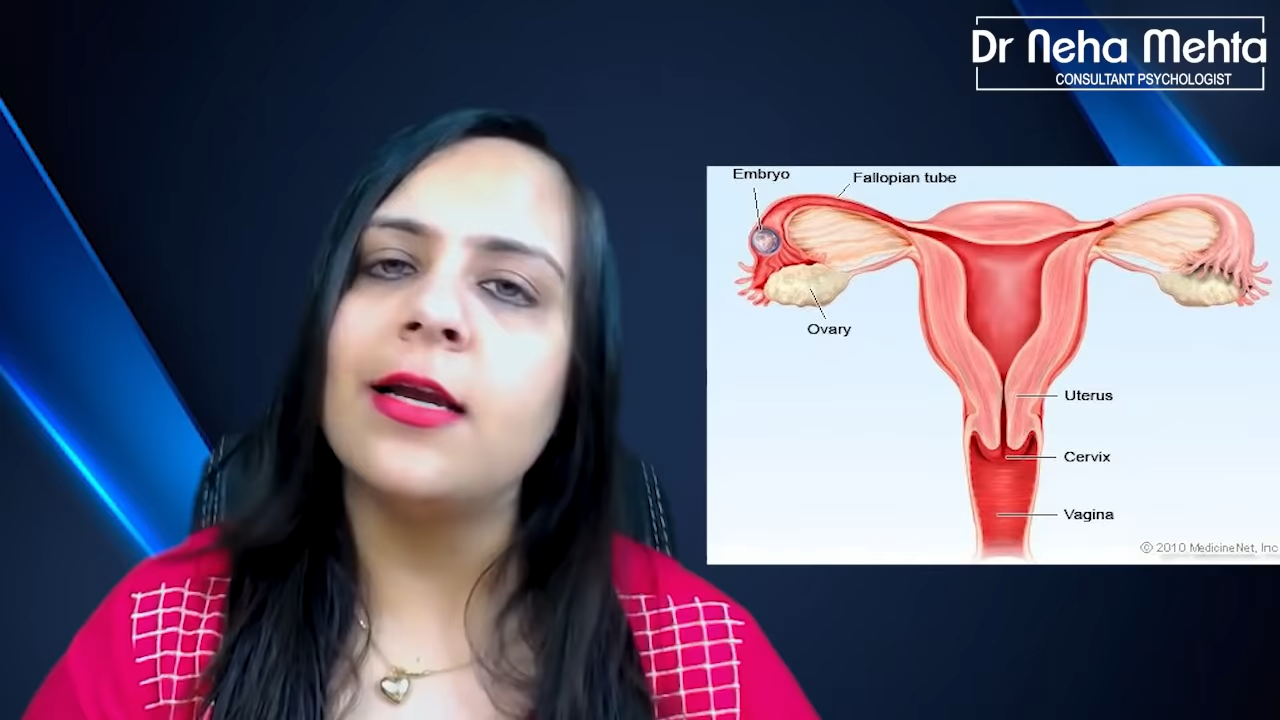 Dr Neha Mehta
CONSULTANT PSYCHOLOGIST
Embryo
Fallopian tube
Ovary
Uterus
Cervix
Vagina
© 2010 MedicineNet, Inc